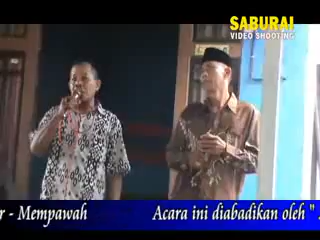 SABURAI
VIDEO SHOOTING
r - Mempawah Acara ini diabadikan oleh "